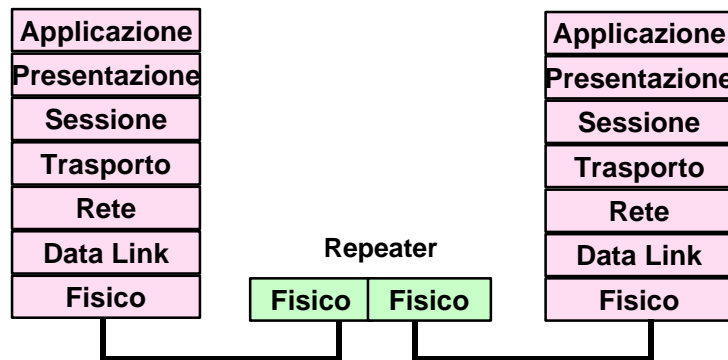 Applicazione
Presentazione
Sessione
Trasporto
Rete
Data Link
Fisico
Repeater
Fisico Fisico
Applicazione
Presentazione
Sessione
Trasporto
Rete
Data Link
Fisico